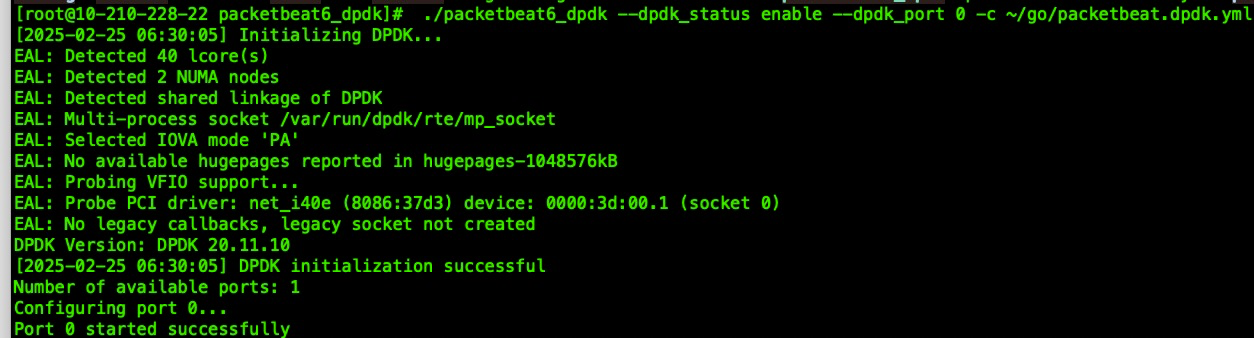 [root@10-210-228-22 packetbeat6_dpdk]#  ./packetbeat6_dpdk --dpdk_status enable --dpdk_port 0 -c ~/go/packetbeat.dpdk.yml
[2025-02-25 06:30:05] Initializing DPDK...
EAL: Detected 40 lcore(s)
EAL: Detected 2 NUMA nodes
EAL: Detected shared linkage of DPDK
EAL: Multi-process socket /var/run/dpdk/rte/mp_socket
EAL: Selected IOVA mode 'PA'
EAL: No available hugepages reported in hugepages-1048576kB
EAL: Probing VFIO support...
EAL: Probe PCI driver: net_i40e (8086:37d3) device: 0000:3d:00.1 (socket 0)
EAL: No legacy callbacks, legacy socket not created
DPDK Version: DPDK 20.11.10
[2025-02-25 06:30:05] DPDK initialization successful
Number of available ports: 1
Configuring port 0...
Port 0 started successfully